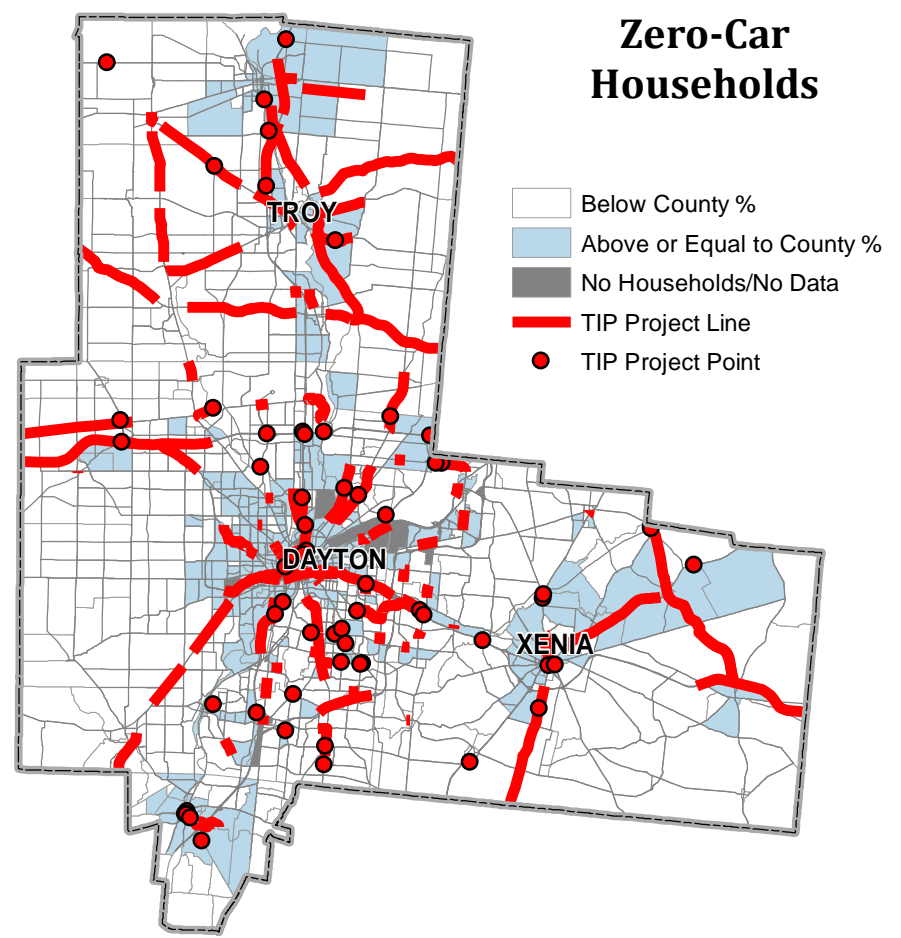 Zero-Car
Households
Below County %
Above or Equal to County %
No Households/No Data
TIP Project Line
TIP Project Point
TROY
DAYTON
XENIA